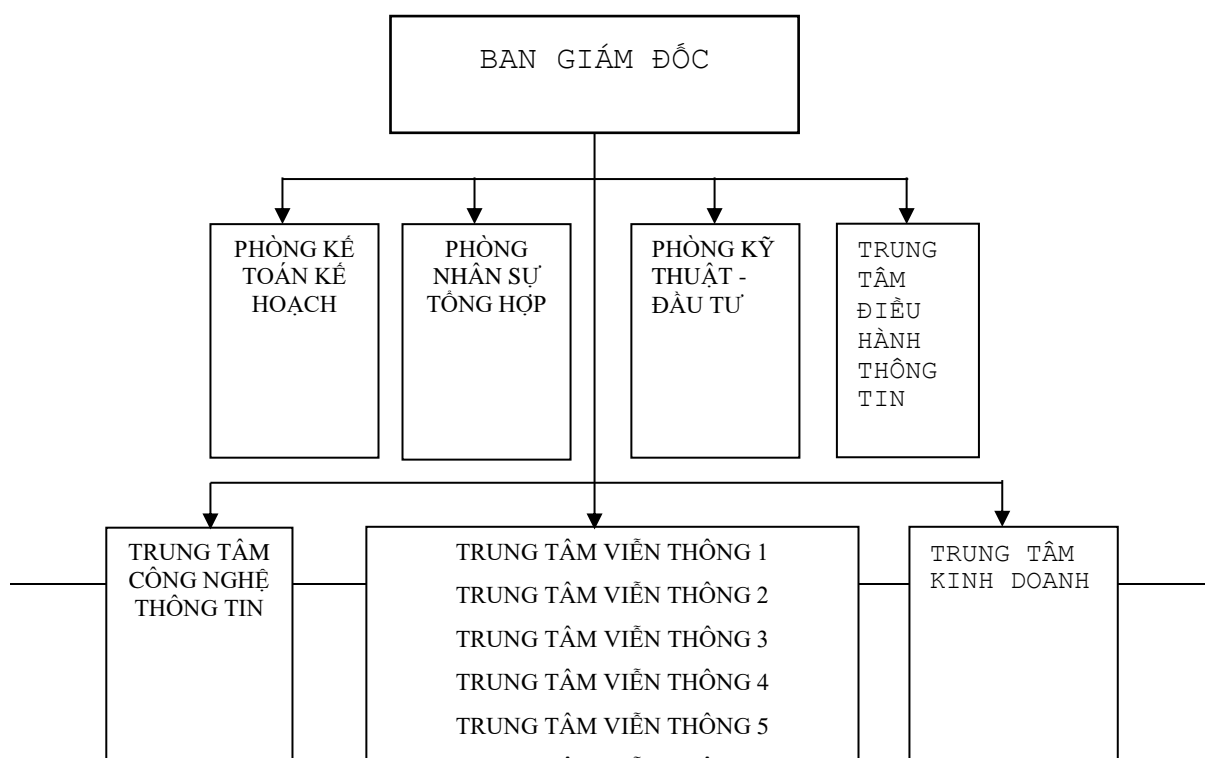 BAN GIÁM ĐỐC
PHÒNG KẾ
TOÁN KẾ
HOẠCH
PHÒNG
NHÂN SỰ
TỔNG HỢP
PHÒNG KỸ
THUẬT -
ĐẦU TƯ
TRUNG
TÂM
ĐIỀU
HÀNH
THÔNG
TIN
TRUNG TÂM
CÔNG NGHỆ
THÔNG TIN
TRUNG TÂM VIỄN THÔNG 1
TRUNG TÂM VIỄN THÔNG 2
TRUNG TÂM VIỄN THÔNG 3
TRUNG TÂM VIỄN THÔNG 4
TRUNG TÂM VIỄN THÔNG 5
TRUNG TÂM
KINH DOANH